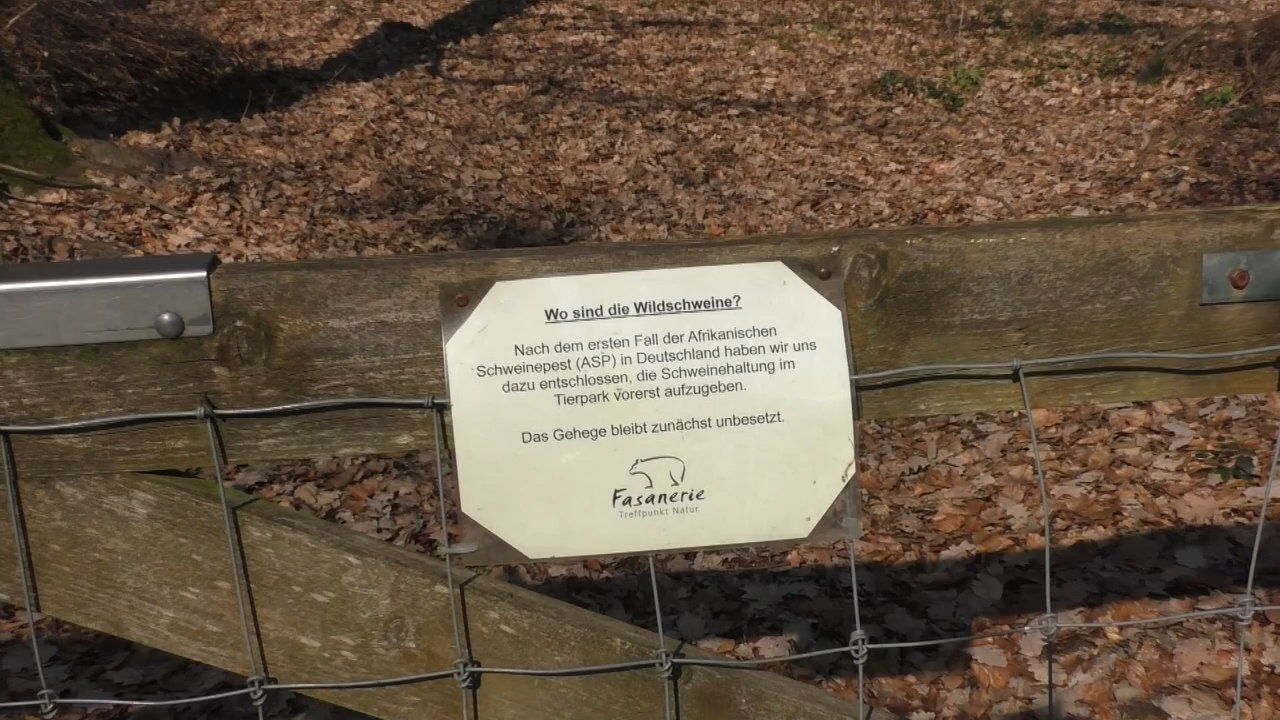 Wo sind die Wildschweine?
Nach dem ersten Fall der Afrikanischen
Schweinepest (ASP) in Deutschland haben wir uns
dazu entschlossen, die Schweinehaltung im
Tierpark vorerst aufzugeben.
Das Gehege bleibt zunächst unbesetzt.
Fasanerie
Treffpunkt Natur